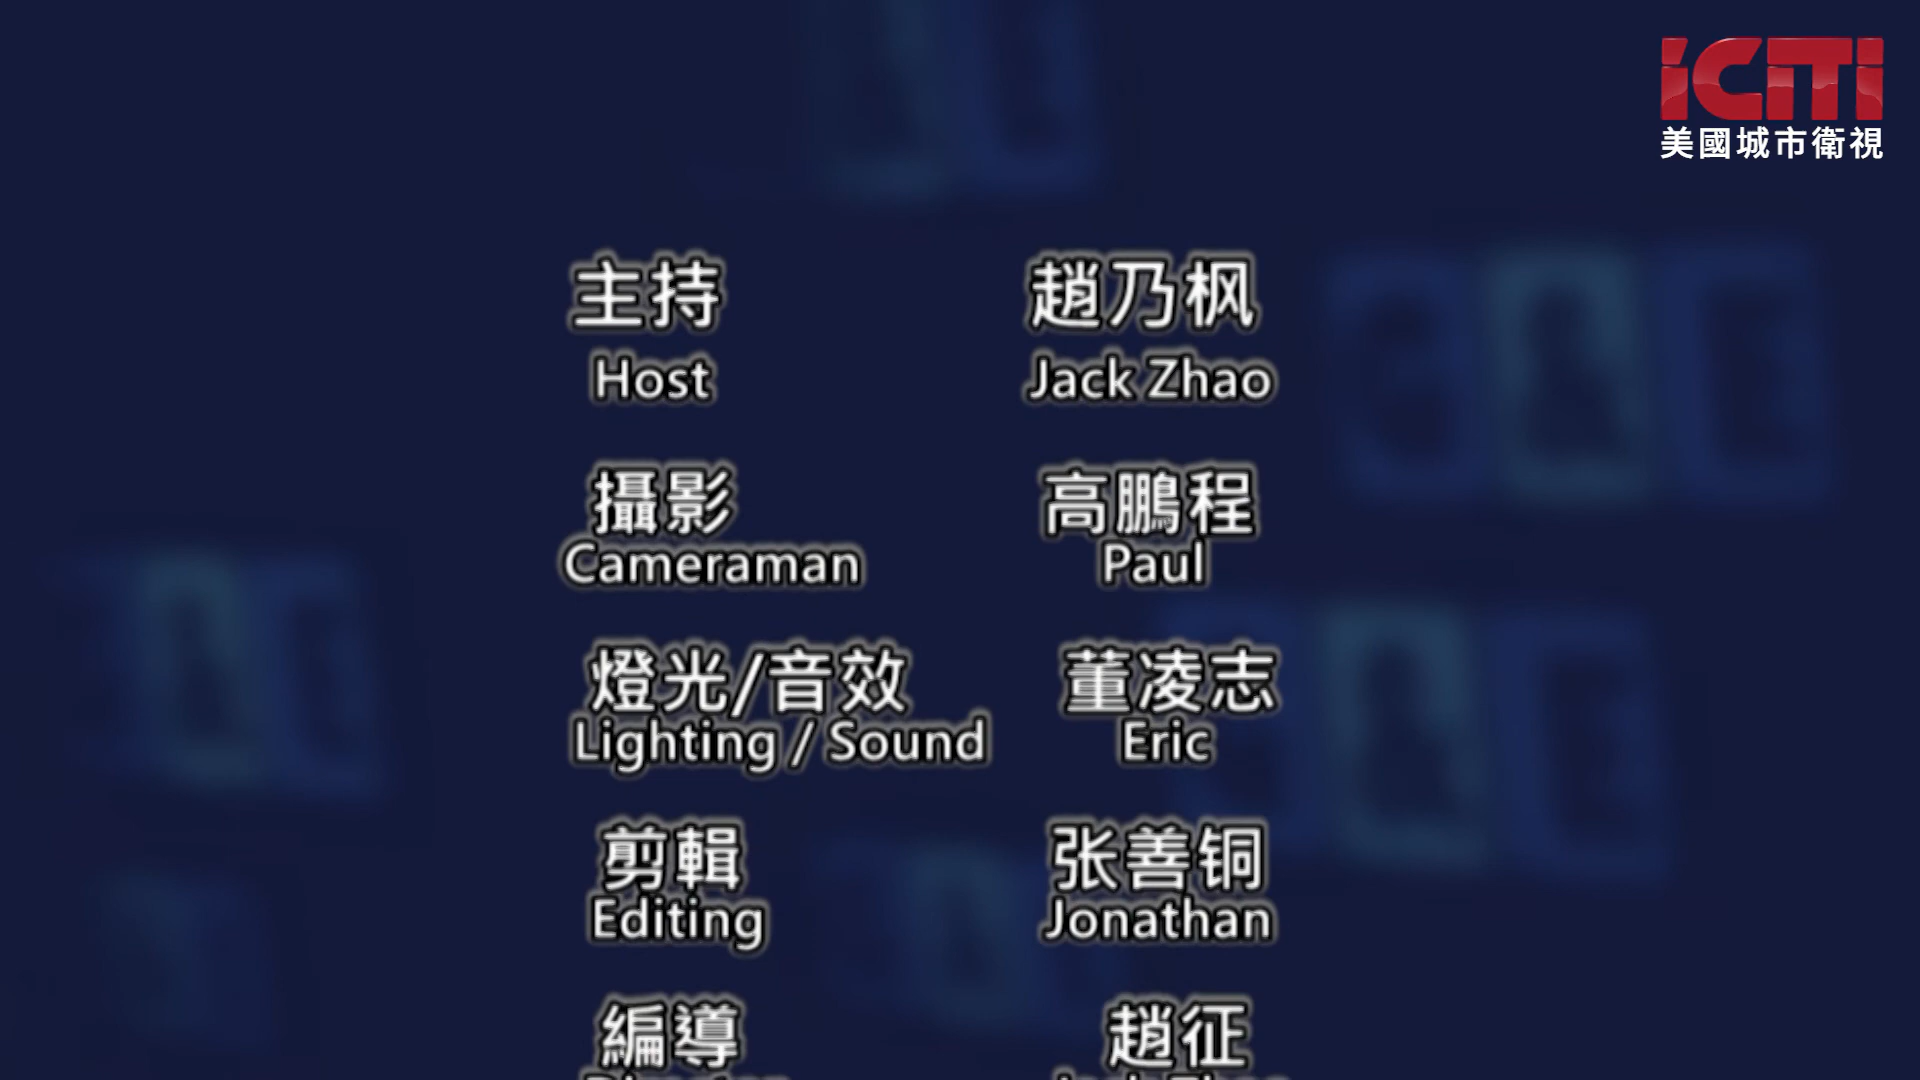 iCiTi
美國城市衛視
主持 趙乃枫
Host Jack Zhao
攝影 高鵬程
Cameraman Paul
燈光/音效 董凌志
Lighting / Sound Eric
剪輯 张善铜
Editing Jonathan
編導 趙征